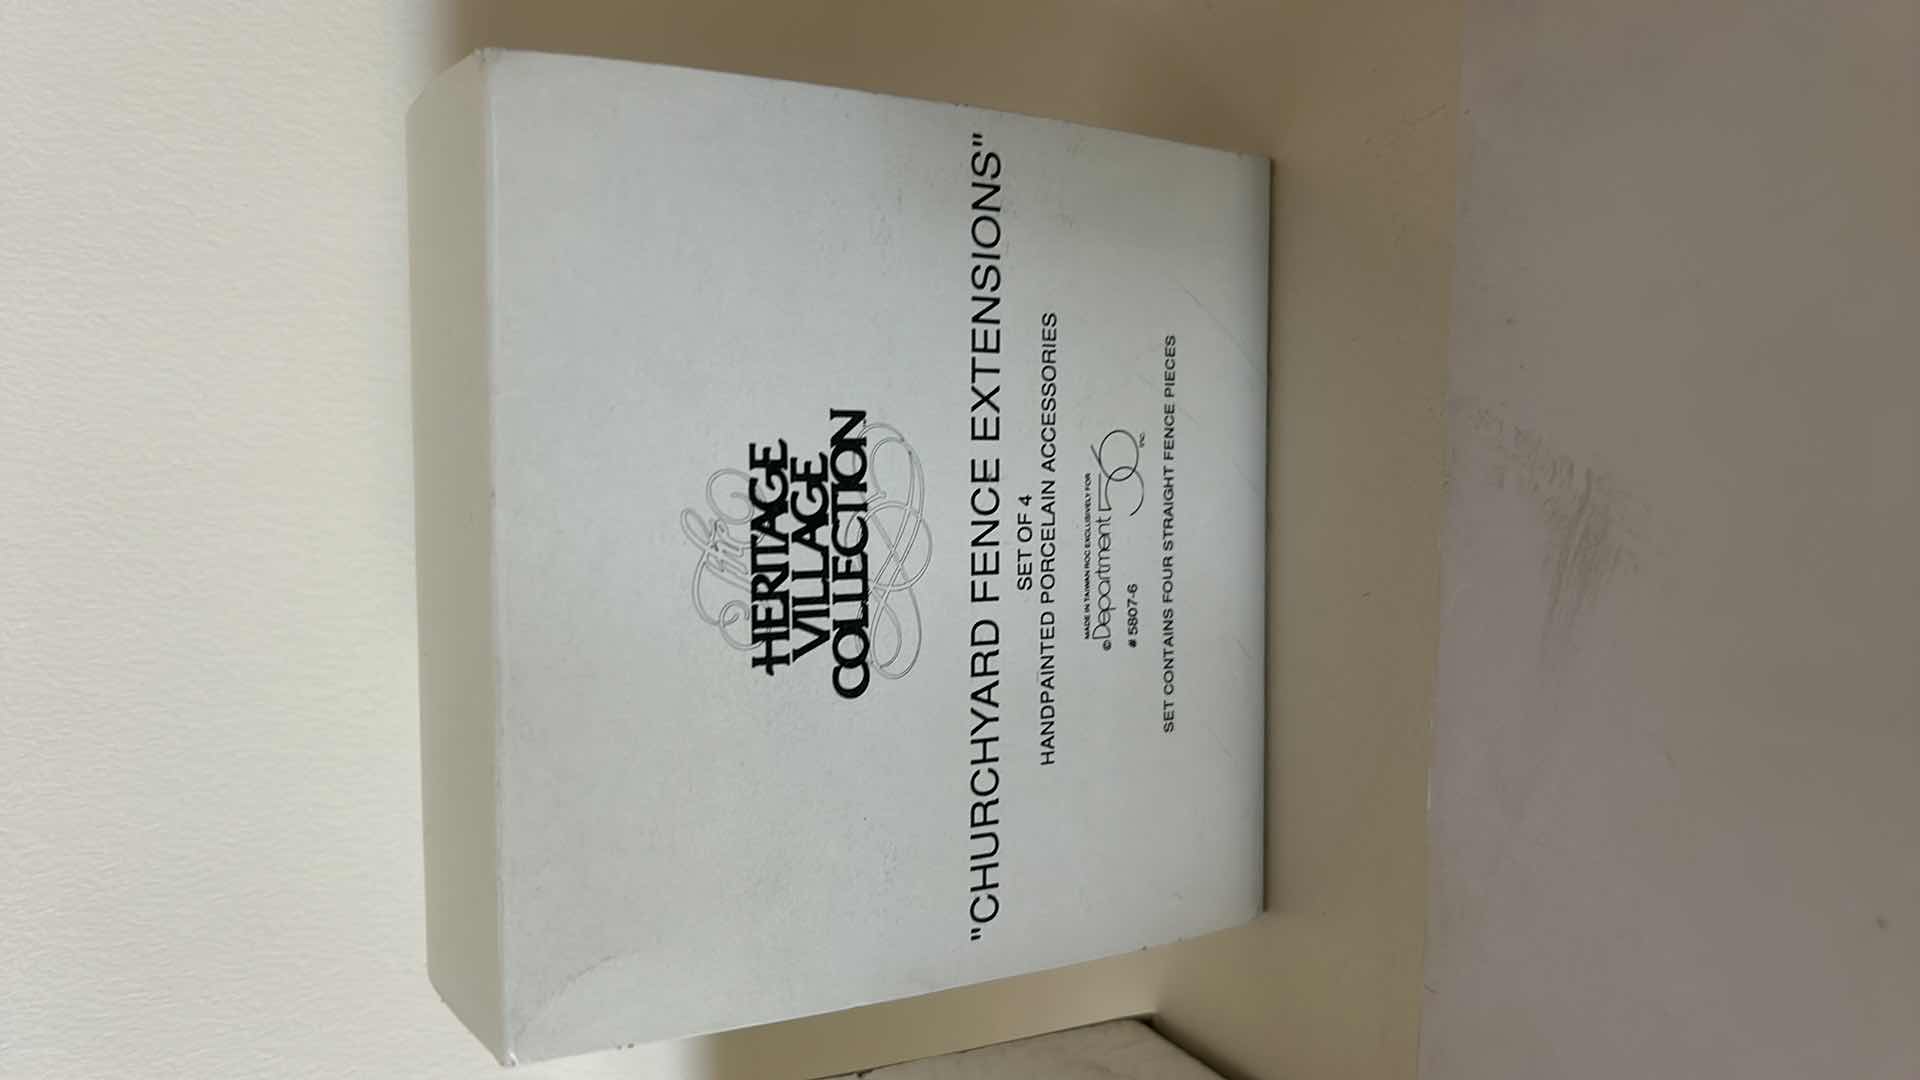 The
HERITAGE
VILLAGE
COLLECTION
"CHURCHYARD FENCE EXTENSIONS"
SET OF 4
HANDPAINTED PORCELAIN ACCESSORIES
MADE IN TAIWAN ROC EXCLUSIVELY FOR
© Department 56 Inc.
# 5807-6
SET CONTAINS FOUR STRAIGHT FENCE PIECES